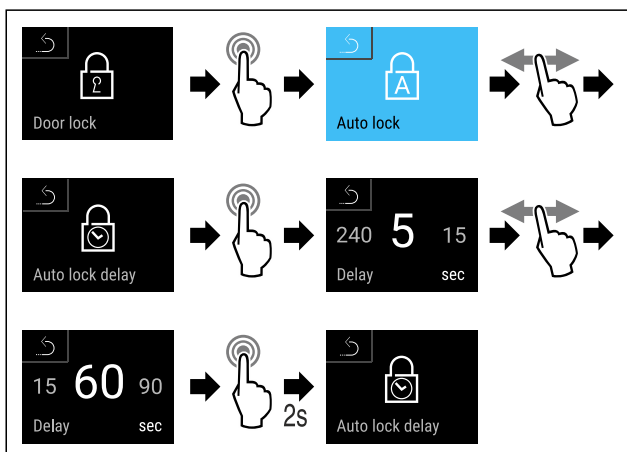 A
Door lock
Auto lock
240 5 15
Auto lock delay
Delay sec
15 60 90
2s
Delay sec
Auto lock delay